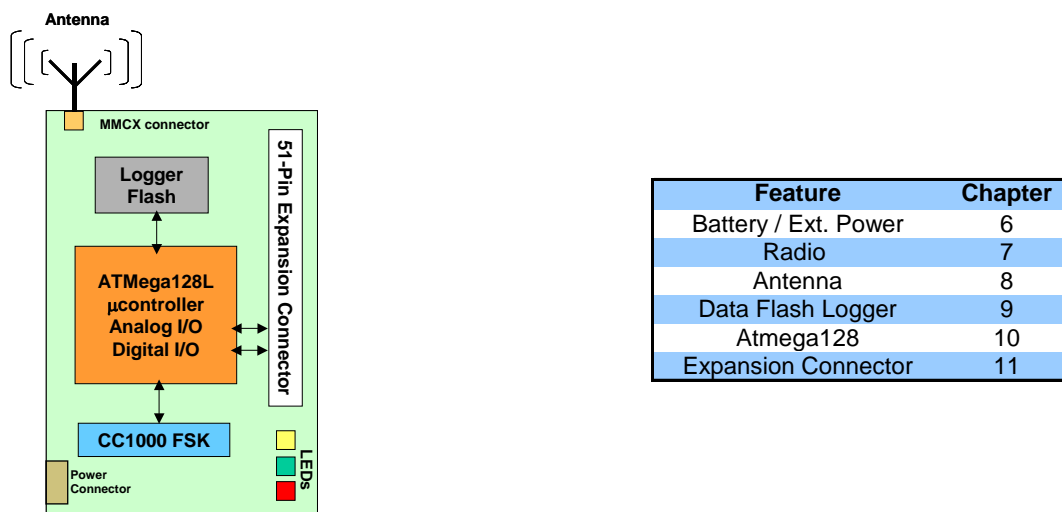 Antenna
MMCX connector
Logger
Flash
51-Pin Expansion Connector
ATMega128L
μcontroller
Analog I/O
Digital I/O
CC1000 FSK
LEDs
Power
Connector
Feature Chapter
Battery / Ext. Power 6
Radio 7
Antenna 8
Data Flash Logger 9
Atmega128 10
Expansion Connector 11